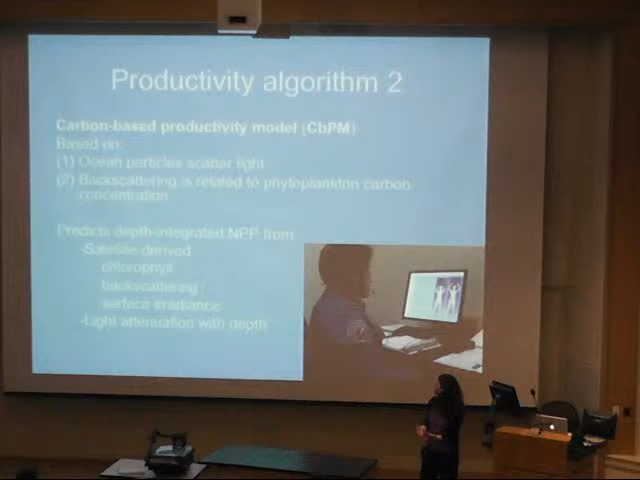 Productivity algorithm 2
Carbon-based productivity model (CbPM)
Based on:
(1) Ocean particles scatter light
(2) Backscattering is related to phytoplankton carbon
concentration
Predicts depth-integrated NPP from
-Satellite-derived
chlorophyll
backscattering
surface irradiance
-Light attenuation with depth